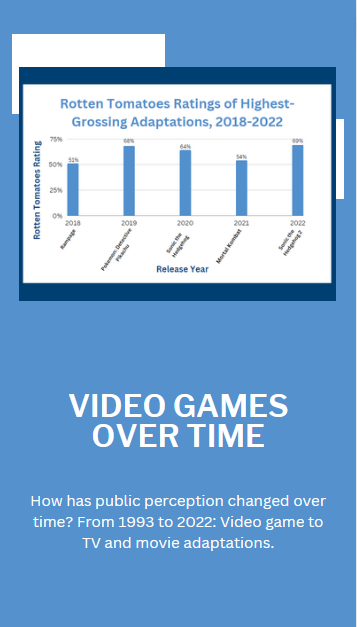 Rotten Tomatoes Ratings of Highest-
Grossing Adaptations, 2018-2022
Rotten Tomatoes Rating
75%
50%
25%
0%
51%
68%
64%
54%
69%
2018
2019
2020
2021
2022
Rampage
Pokemon Detective
Pikachu
Sonic the
Hedgehog
Mortal Kombat
Sonic the
Hedgehog 2
Release Year
VIDEO GAMES
OVER TIME
How has public perception changed over
time? From 1993 to 2022: Video game to
TV and movie adaptations.